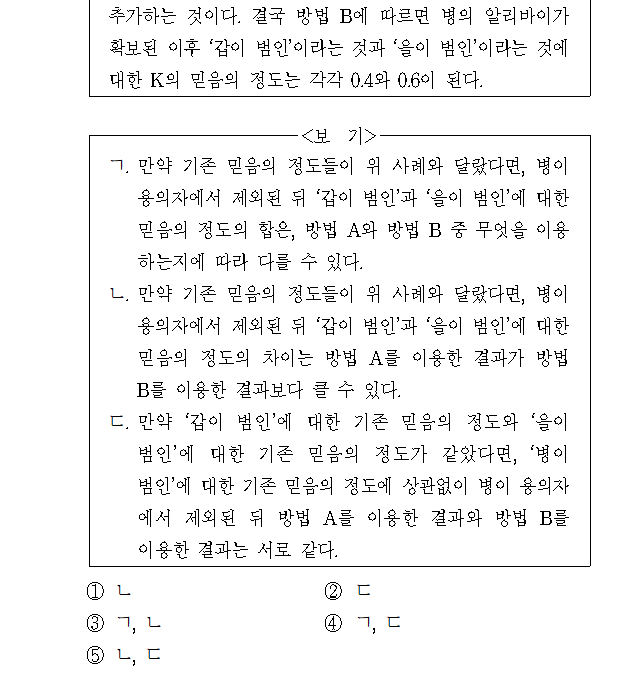 추가하는 것이다. 결국 방법 B에 따르면 병의 알리바이가
확보된 이후 ‘갑이 범인’이라는 것과 ‘을이 범인’이라는 것에
대한 K의 믿음의 정도는 각각 0.4와 0.6이 된다.
<보 기>
ㄱ. 만약 기존 믿음의 정도들이 위 사례와 달랐다면, 병이
용의자에서 제외된 뒤 ‘갑이 범인’과 ‘을이 범인’에 대한
믿음의 정도의 합은, 방법 A와 방법 B 중 무엇을 이용
하는지에 따라 다를 수 있다.
ㄴ. 만약 기존 믿음의 정도들이 위 사례와 달랐다면, 병이
용의자에서 제외된 뒤 ‘갑이 범인’과 ‘을이 범인’에 대한
믿음의 정도의 차이는 방법 A를 이용한 결과가 방법
B를 이용한 결과보다 클 수 있다.
ㄷ. 만약 ‘갑이 범인’에 대한 기존 믿음의 정도와 ‘을이
범인’에 대한 기존 믿음의 정도가 같았다면, ‘병이
범인’에 대한 기존 믿음의 정도에 상관없이 병이 용의자
에서 제외된 뒤 방법 A를 이용한 결과와 방법 B를
이용한 결과는 서로 같다.
① ㄴ ② ㄷ
③ ㄱ, ㄴ ④ ㄱ, ㄷ
⑤ ㄴ, ㄷ